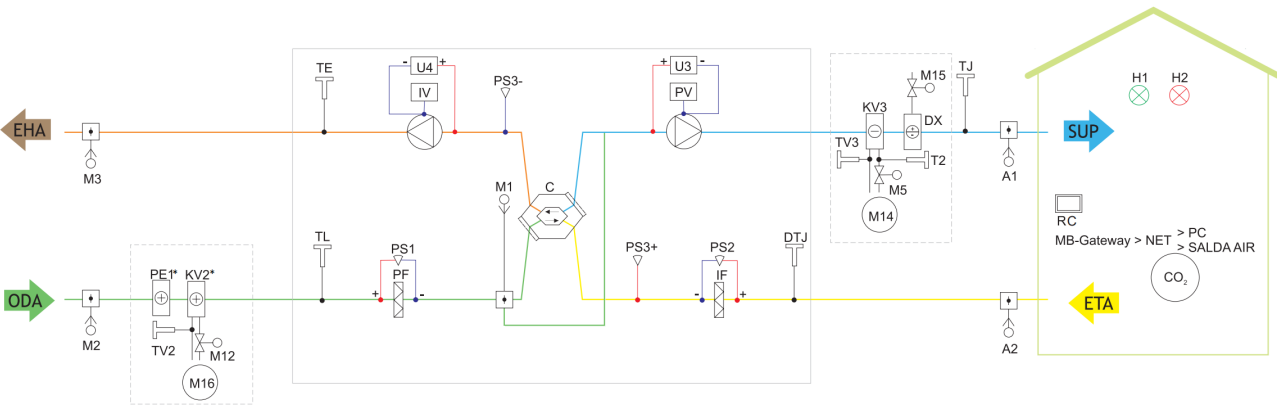 TE
- U4 +
IV
PS3-
+ U3 -
PV
M15
TJ
KV3
DX
H1 H2
EHA
SUP
M3
TV3
T2
M5
M14
A1
M1
C
RC
MB-Gateway > NET > PC
> SALDA AIR
CO2
TL
PS1
PF
+ -
PS3+
PS2
IF
- +
DTJ
PE1* KV2*
ODA
ETA
M2
TV2
M12
M16
A2